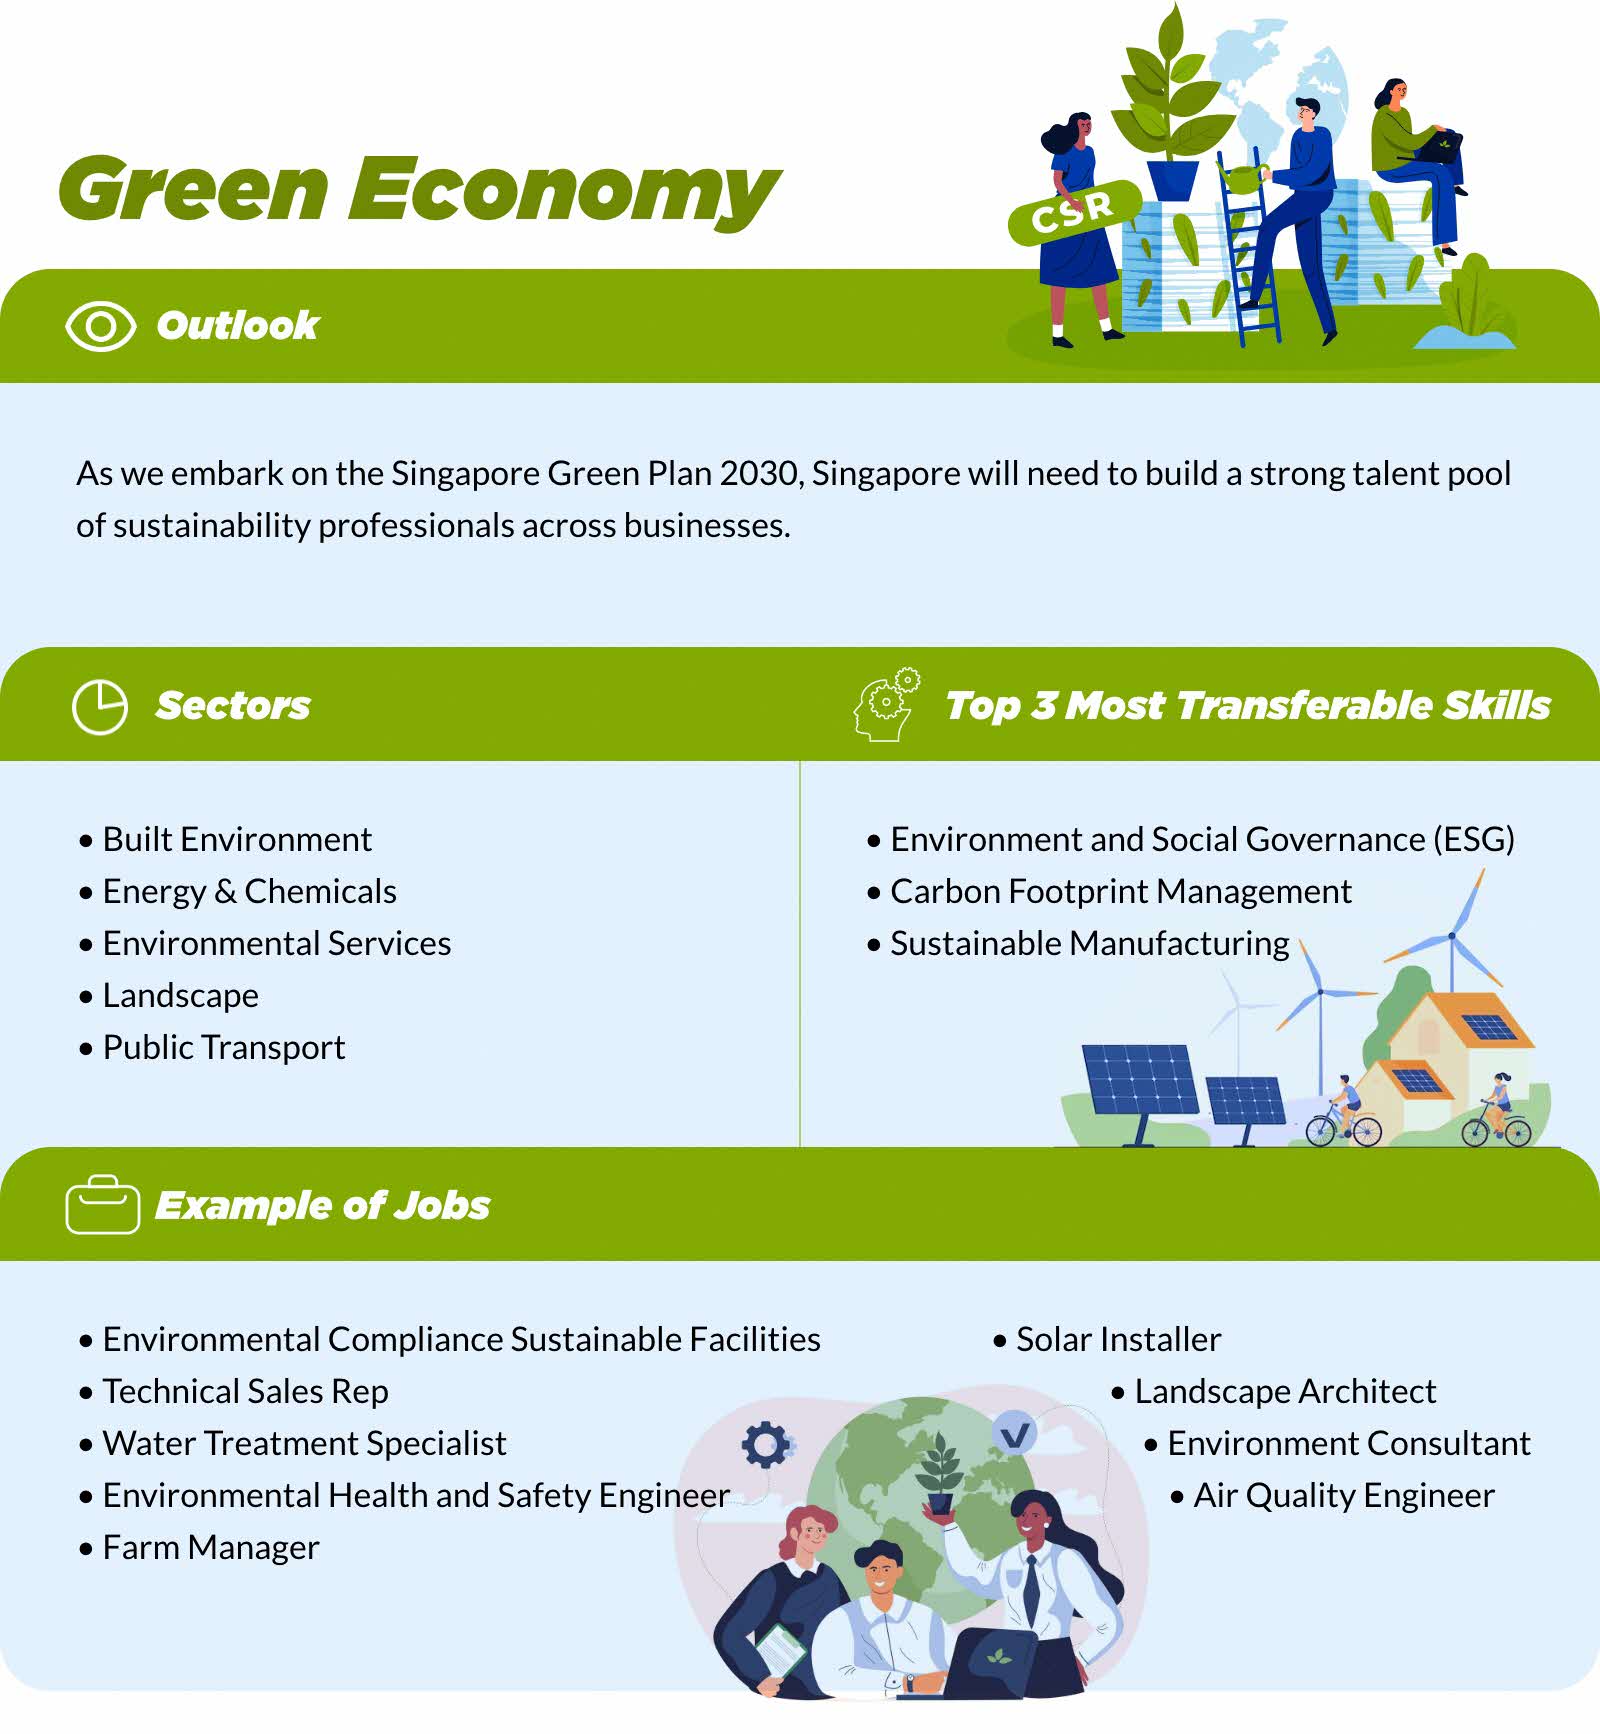 Green Economy
CSR
Outlook
As we embark on the Singapore Green Plan 2030, Singapore will need to build a strong talent pool
of sustainability professionals across businesses.
Sectors
• Built Environment
• Energy & Chemicals
• Environmental Services
• Landscape
• Public Transport
Top 3 Most Transferable Skills
• Environment and Social Governance (ESG)
• Carbon Footprint Management
• Sustainable Manufacturing
Example of Jobs
• Environmental Compliance Sustainable Facilities
• Technical Sales Rep
• Water Treatment Specialist
• Environmental Health and Safety Engineer
• Farm Manager
• Solar Installer
• Landscape Architect
• Environment Consultant
• Air Quality Engineer